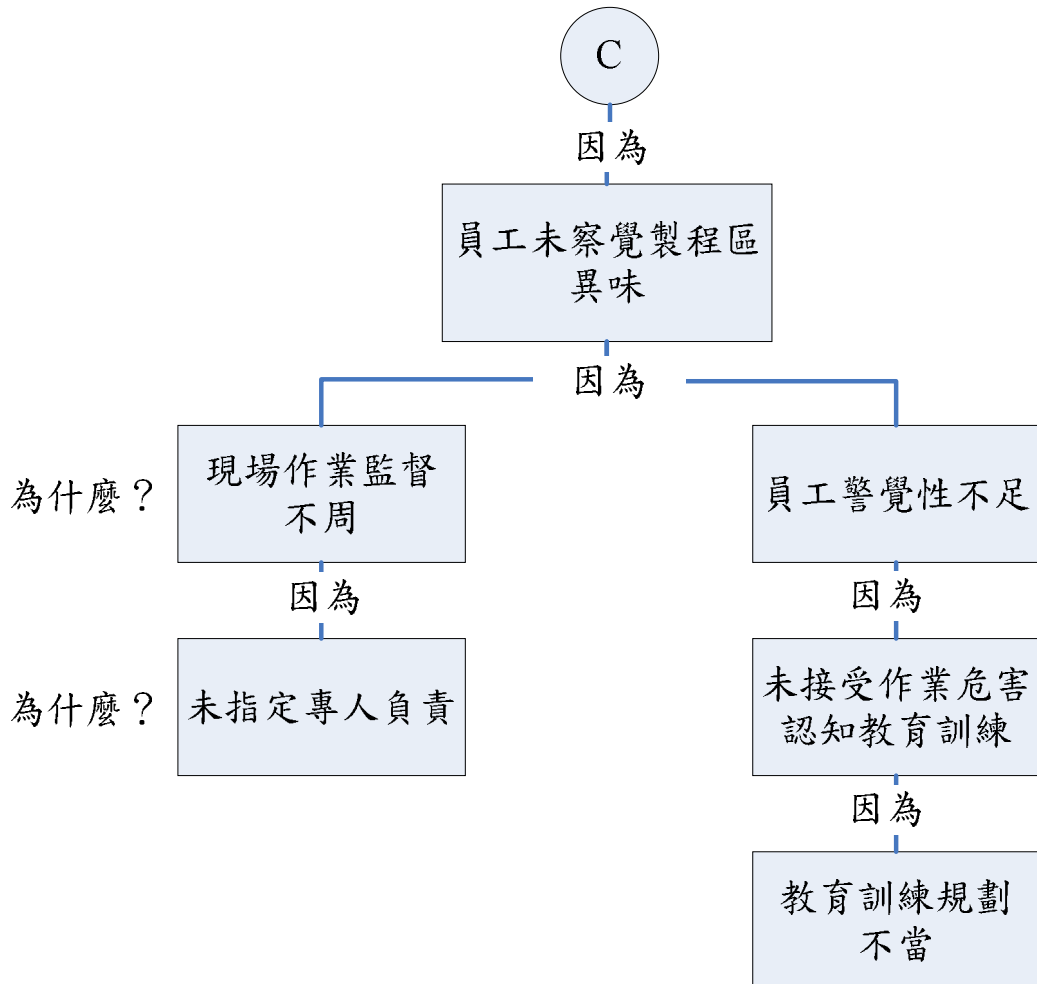 C
因為
員工未察覺製程區
異味
因為
為什麼？
現場作業監督
不周
員工警覺性不足
因為
因為
為什麼？
未指定專人負責
未接受作業危害
認知教育訓練
因為
教育訓練規劃
不當